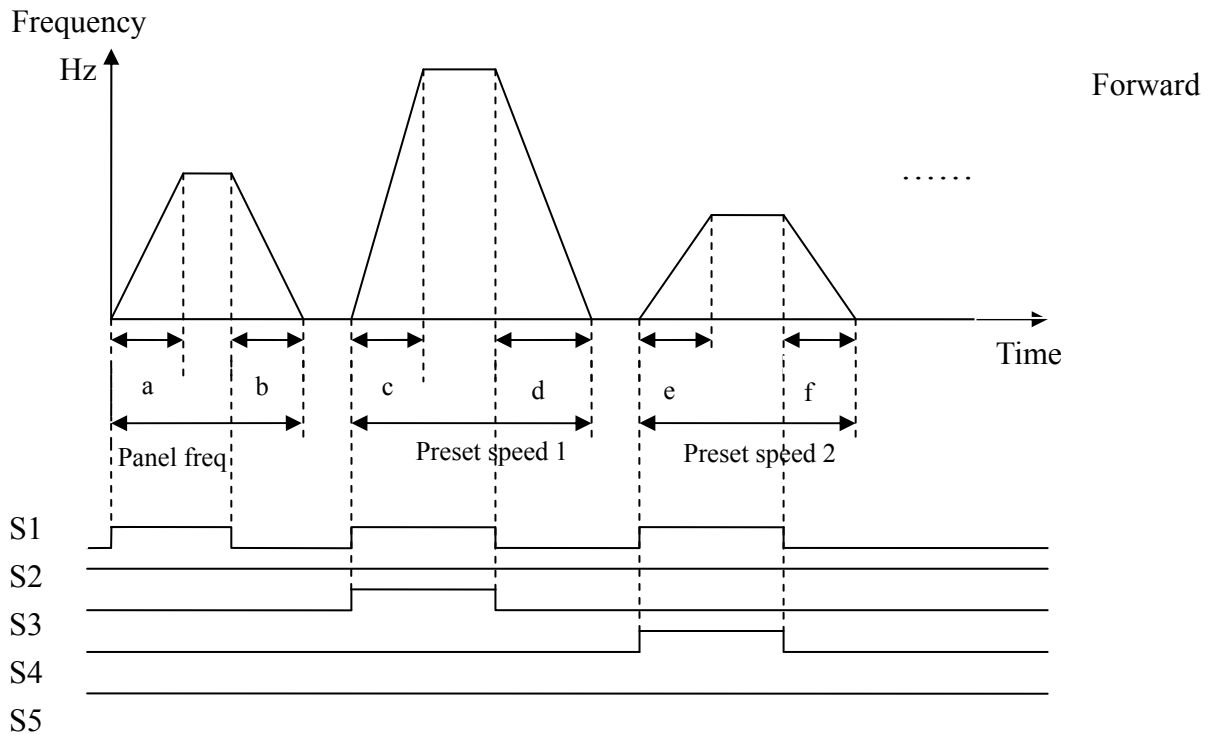 Frequency
Hz
Forward
......
Time
a b c d e f
Panel freq Preset speed 1 Preset speed 2
S1
S2
S3
S4
S5